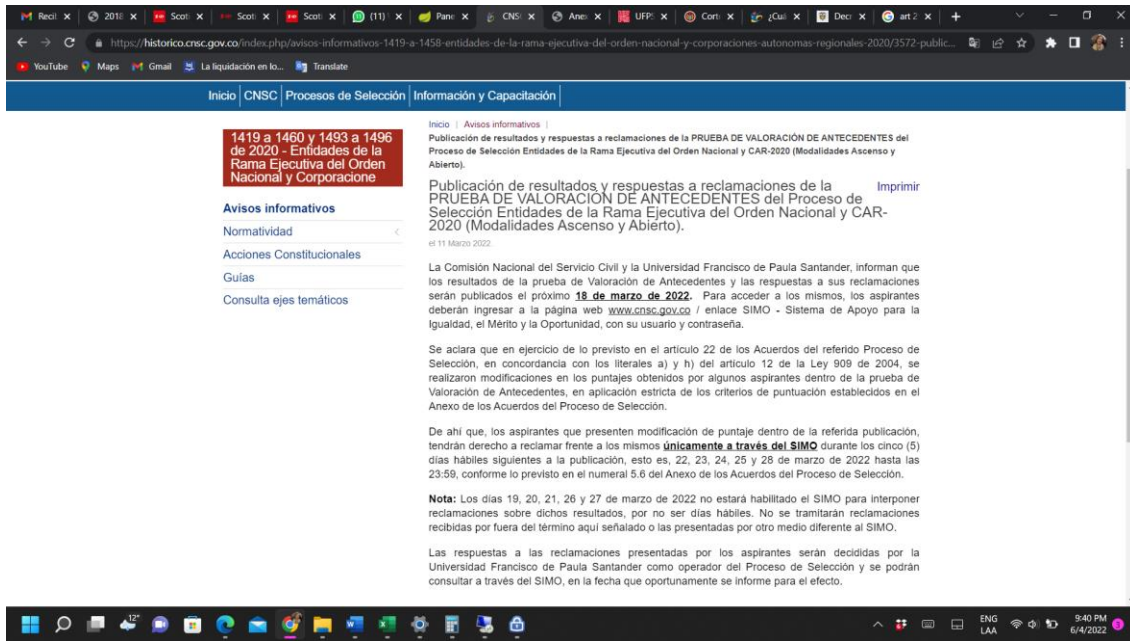 Recil
2018
Scoti
Scoti
Scoti
(11)
Pane
CNS
Anex
UFPS
Corte
¿Cuá
Decr
art 2
https://historico.cnsc.gov.co/index.php/avisos-informativos-1419-a-1458-entidades-de-la-rama-ejecutiva-del-orden-nacional-y-corporaciones-autonomas-regionales-2020/3572-public...
YouTube Maps Gmail La liquidación en lo... Translate
Inicio CNSC Procesos de Selección Información y Capacitación
1419 a 1460 y 1493 a 1496
de 2020 - Entidades de la
Rama Ejecutiva del Orden
Nacional y Corporacione
Avisos informativos
Normatividad
Acciones Constitucionales
Guías
Consulta ejes temáticos
Inicio | Avisos informativos |
Publicación de resultados y respuestas a reclamaciones de la PRUEBA DE VALORACIÓN DE ANTECEDENTES del
Proceso de Selección Entidades de la Rama Ejecutiva del Orden Nacional y CAR-2020 (Modalidades Ascenso y
Abierto).
Publicación de resultados y respuestas a reclamaciones de la
PRUEBA DE VALORACIÓN DE ANTECEDENTES del Proceso de
Selección Entidades de la Rama Ejecutiva del Orden Nacional y CAR-
2020 (Modalidades Ascenso y Abierto).
Imprimir
el 11 Marzo 2022.
La Comisión Nacional del Servicio Civil y la Universidad Francisco de Paula Santander, informan que
los resultados de la prueba de Valoración de Antecedentes y las respuestas a sus reclamaciones
serán publicados el próximo 18 de marzo de 2022. Para acceder a los mismos, los aspirantes
deberán ingresar a la página web www.cnsc.gov.co / enlace SIMO - Sistema de Apoyo para la
Igualdad, el Mérito y la Oportunidad, con su usuario y contraseña.
Se aclara que en ejercicio de lo previsto en el artículo 22 de los Acuerdos del referido Proceso de
Selección, en concordancia con los literales a) y h) del artículo 12 de la Ley 909 de 2004, se
realizaron modificaciones en los puntajes obtenidos por algunos aspirantes dentro de la prueba de
Valoración de Antecedentes, en aplicación estricta de los criterios de puntuación establecidos en el
Anexo de los Acuerdos del Proceso de Selección.
De ahí que, los aspirantes que presenten modificación de puntaje dentro de la referida publicación,
tendrán derecho a reclamar frente a los mismos únicamente a través del SIMO durante los cinco (5)
días hábiles siguientes a la publicación, esto es, 22, 23, 24, 25 y 28 de marzo de 2022 hasta las
23:59, conforme lo previsto en el numeral 5.6 del Anexo de los Acuerdos del Proceso de Selección.
Nota: Los días 19, 20, 21, 26 y 27 de marzo de 2022 no estará habilitado el SIMO para interponer
reclamaciones sobre dichos resultados, por no ser días hábiles. No se tramitarán reclamaciones
recibidas por fuera del término aquí señalado o las presentadas por otro medio diferente al SIMO.
Las respuestas a las reclamaciones presentadas por los aspirantes serán decididas por la
Universidad Francisco de Paula Santander como operador del Proceso de Selección y se podrán
consultar a través del SIMO, en la fecha que oportunamente se informe para el efecto.
12°
ENG
LAA
9:40 PM
6/4/2022
3